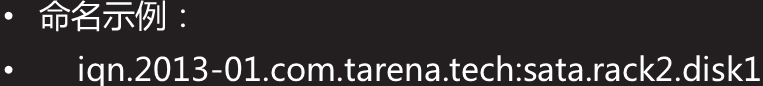 • 命名示例：
• iqn.2013-01.com.tarena.tech:sata.rack2.disk1